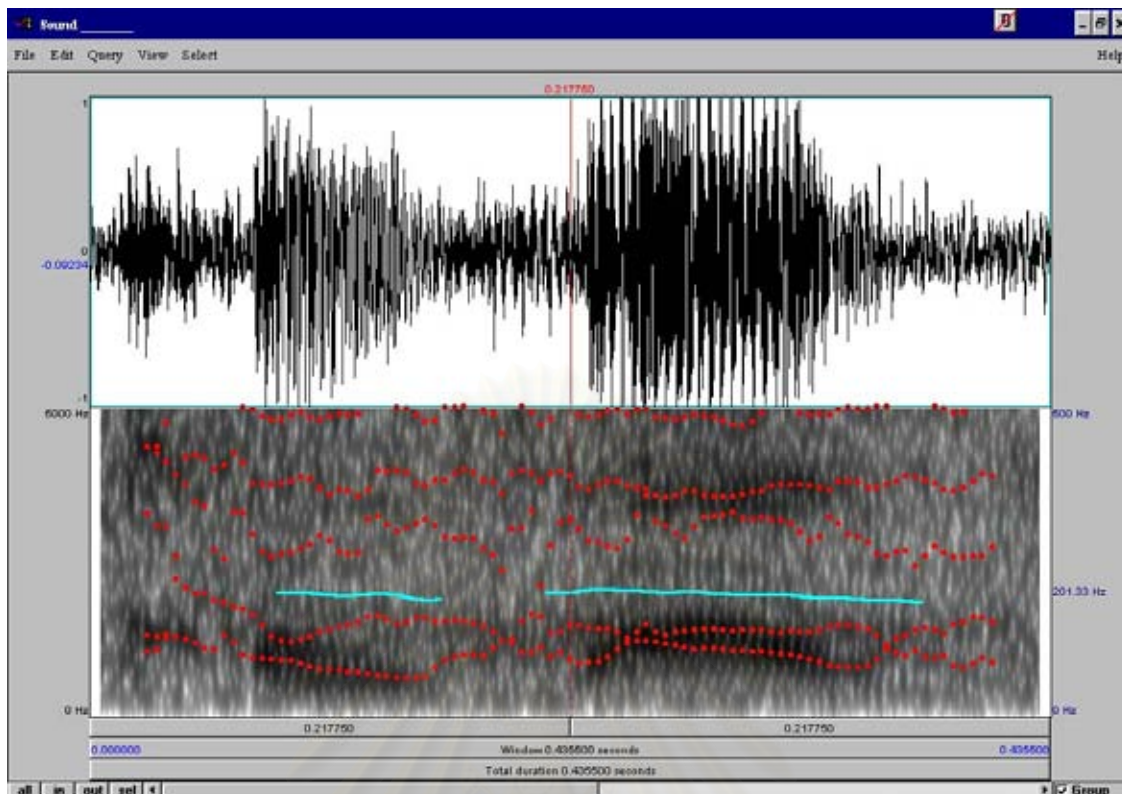 Sound _______
File Edit Query View Select Help
0.217750
1
0
-0.09234
-1
5000 Hz 500 Hz
201.33 Hz
0 Hz 0 Hz
0.217750 0.217750
0.000000 Window 0.435500 seconds 0.435500
Total duration 0.435500 seconds
all in out sel Group